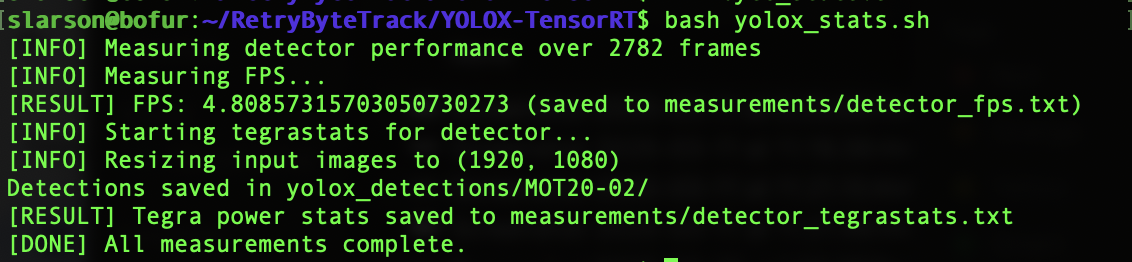 [slarson@bofur:~/RetryByteTrack/YOLOX-TensorRT$ bash yolox_stats.sh ]
[INFO] Measuring detector performance over 2782 frames
[INFO] Measuring FPS...
[RESULT] FPS: 4.80857315703050730273 (saved to measurements/detector_fps.txt)
[INFO] Starting tegrastats for detector...
[INFO] Resizing input images to (1920, 1080)
Detections saved in yolox_detections/MOT20-02/
[RESULT] Tegra power stats saved to measurements/detector_tegrastats.txt
[DONE] All measurements complete.